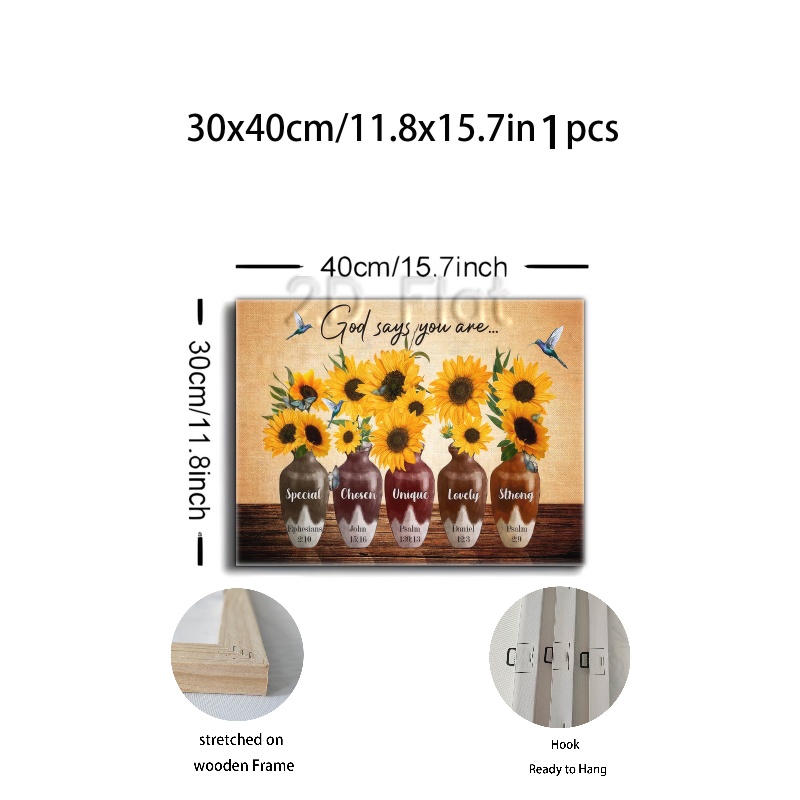 30x40cm/11.8x15.7in 1 pcs
40cm/15.7inch
2D Flat
30cm/11.8inch
God says you are...
Special
Chosen
Unique
Lovely
Strong
Ephesians
2:10
John
15:16
Psalm
139:13
Daniel
12:3
Psalm
2:9
stretched on
wooden Frame
Hook
Ready to Hang